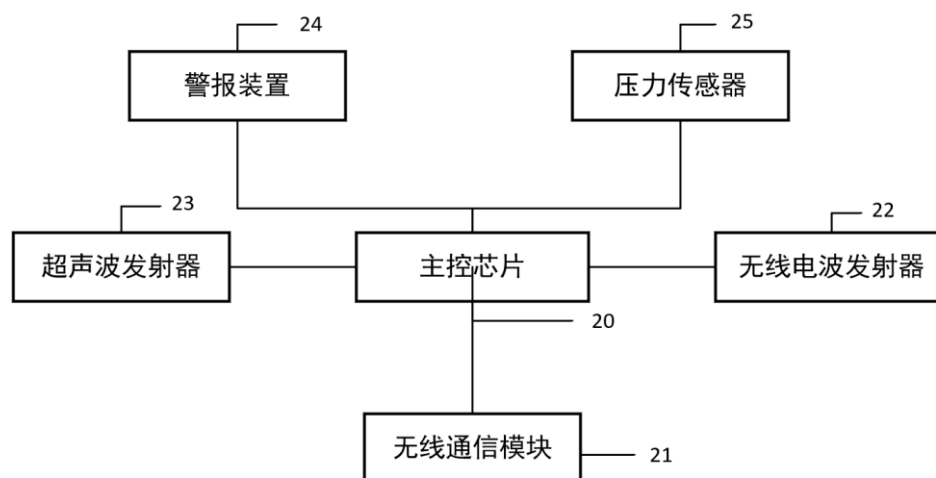 24
25
警报装置
压力传感器
23
22
超声波发射器
主控芯片
无线电波发射器
20
无线通信模块
21